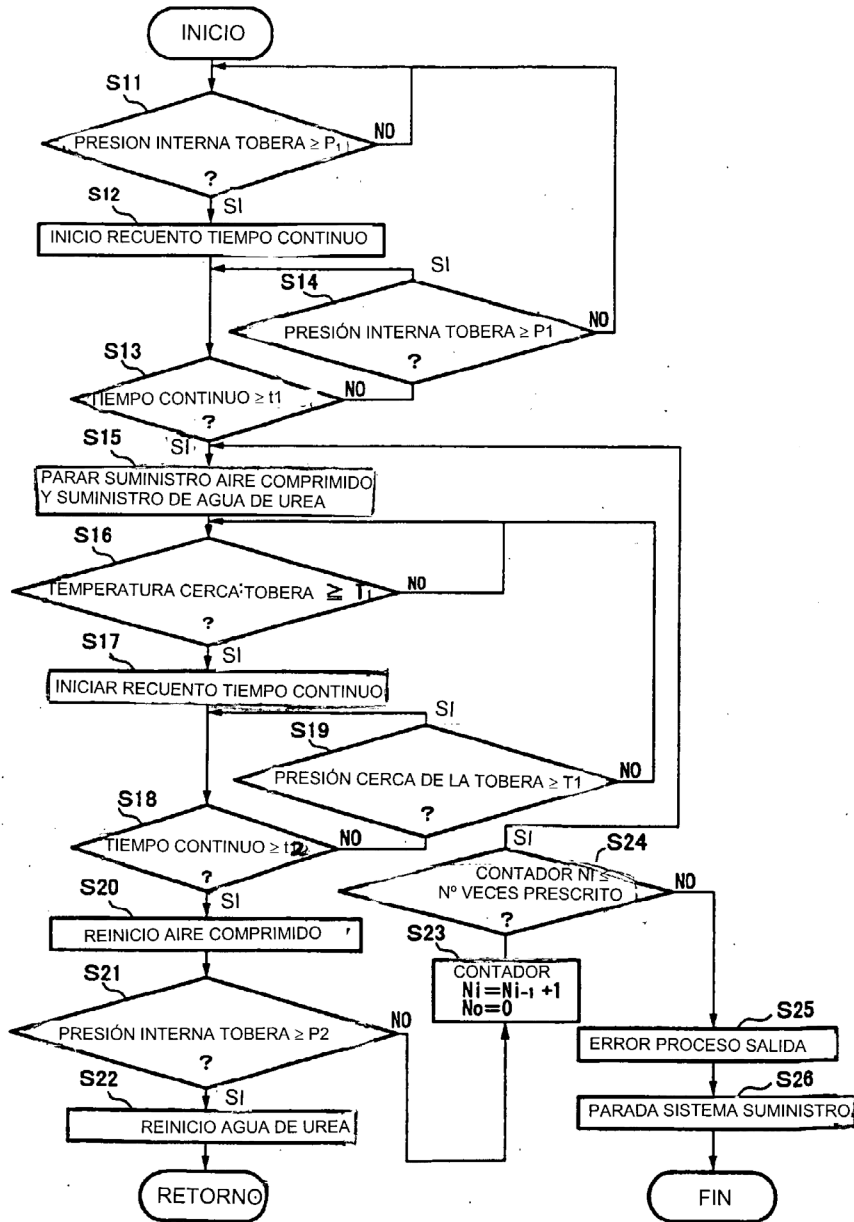 INICIO
S11
PRESION INTERNA TOBERA ≥ P1
?
NO
SI
S12
INICIO RECUENTO TIEMPO CONTINUO
SI
S14
PRESIÓN INTERNA TOBERA ≥ P1
?
NO
S13
TIEMPO CONTINUO ≥ t1
?
NO
SI
S15
PARAR SUMINISTRO AIRE COMPRIMIDO
Y SUMINISTRO DE AGUA DE UREA
S16
TEMPERATURA CERCA TOBERA ≧ T1
?
NO
SI
S17
INICIAR RECUENTO TIEMPO CONTINUO
SI
S19
PRESIÓN CERCA DE LA TOBERA ≥ T1
?
NO
S18
TIEMPO CONTINUO ≥ t2
?
NO
SI
SI
S24
CONTADOR Ni ≤
Nº VECES PRESCRITO
?
NO
S20
REINICIO AIRE COMPRIMIDO
S23
CONTADOR
Ni=Ni-1 +1
No=0
S21
PRESIÓN INTERNA TOBERA ≥ P2
?
NO
SI
S22
REINICIO AGUA DE UREA
RETORNO
S25
ERROR PROCESO SALIDA
S26
PARADA SISTEMA SUMINISTRO
FIN